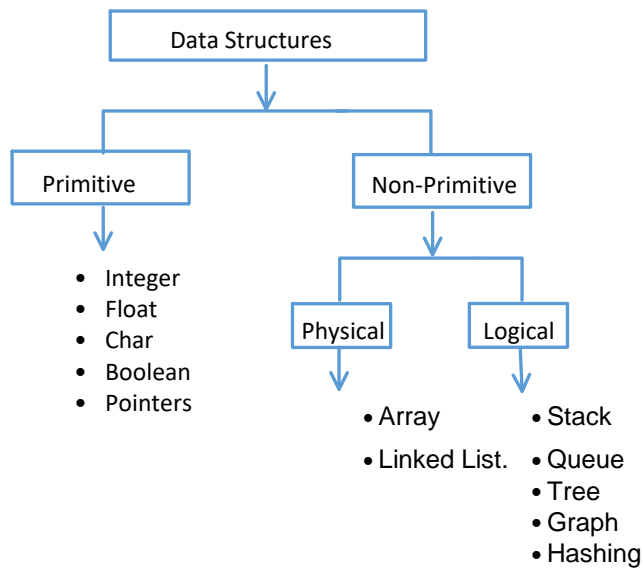 Data Structures
Primitive
Non-Primitive
• Integer
• Float
• Char
• Boolean
• Pointers
Physical
Logical
• Array
• Linked List.
• Stack
• Queue
• Tree
• Graph
• Hashing